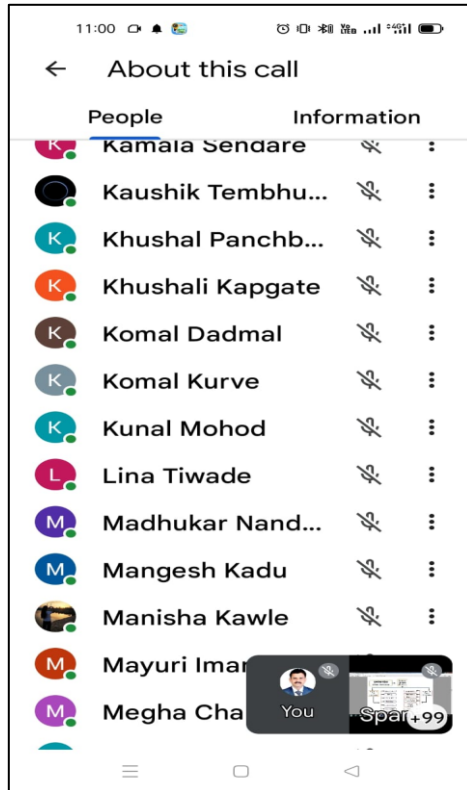 11:00
About this call
People Information
K Kamala Sendare
Kaushik Tembhu...
K Khushal Panchb...
K Khushali Kapgate
K Komal Dadmal
K Komal Kurve
K Kunal Mohod
L Lina Tiwade
M Madhukar Nand...
M Mangesh Kadu
Manisha Kawle
M Mayuri
M Megha Cha
You
+99